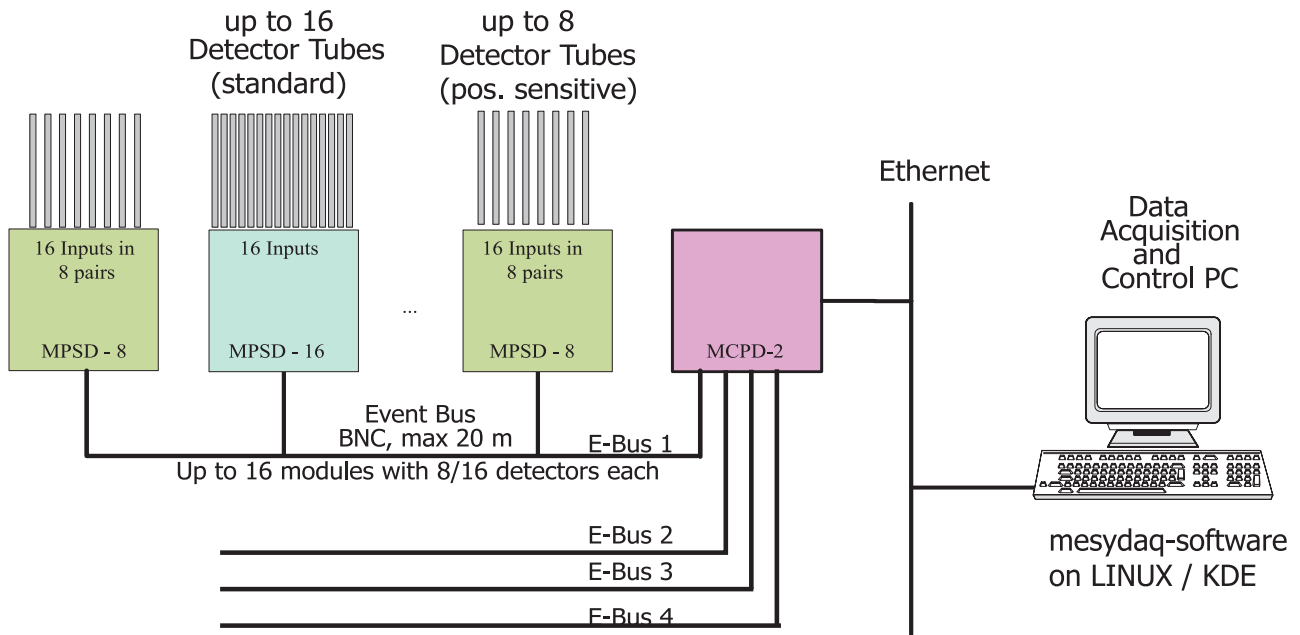 up to 16
Detector Tubes
(standard)
up to 8
Detector Tubes
(pos. sensitive)
Ethernet
Data
Acquisition
and
Control PC
16 Inputs in
8 pairs
MPSD - 8
16 Inputs
MPSD - 16
...
16 Inputs in
8 pairs
MPSD - 8
MCPD-2
Event Bus
BNC, max 20 m
E-Bus 1
Up to 16 modules with 8/16 detectors each
E-Bus 2
E-Bus 3
E-Bus 4
mesydaq-software
on LINUX / KDE